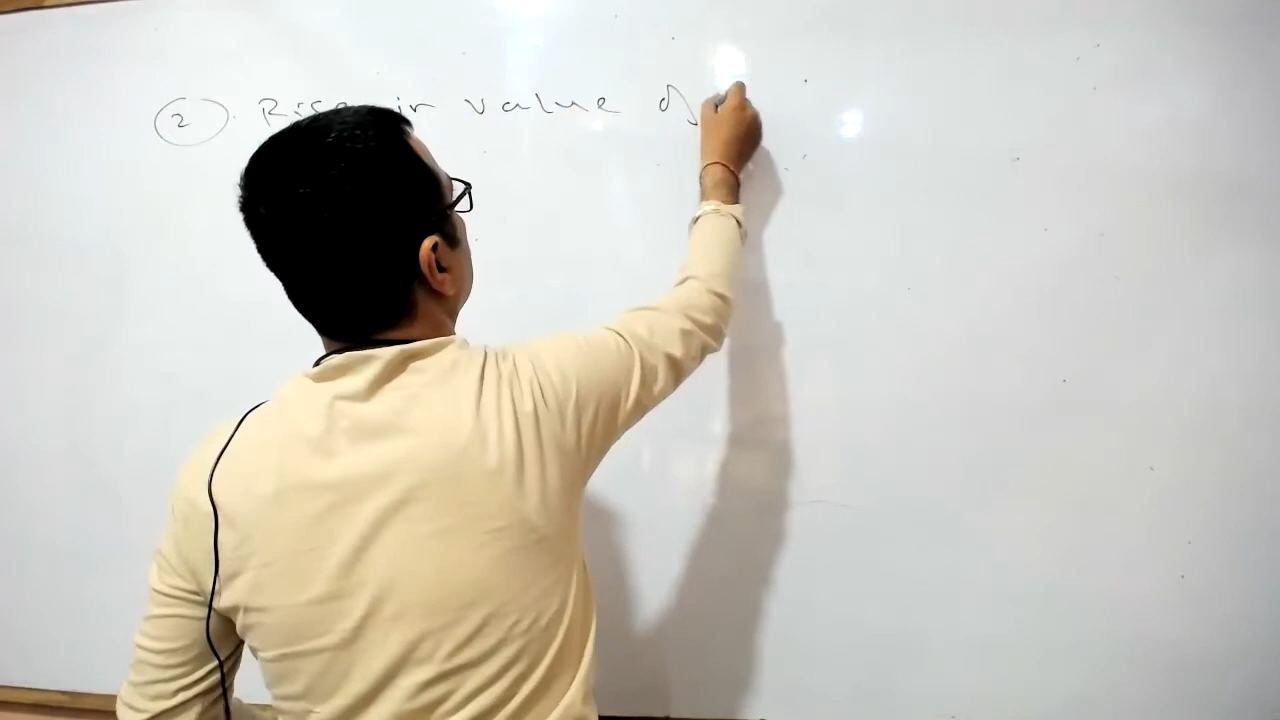 ② Rise in value of